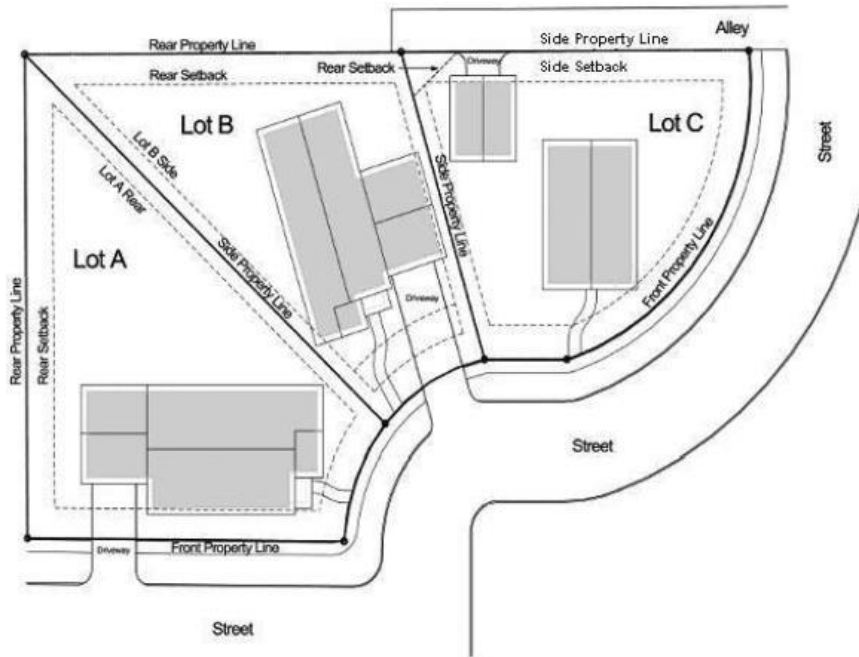 Alley
Rear Property Line
Side Property Line
Rear Setback
Rear Setback
Driveway
Side Setback
Lot B
Lot C
Street
Lot B Side
Lot A Rear
Side Property Line
Side Property Line
Front Property Line
Lot A
Rear Property Line
Rear Setback
Driveway
Street
Driveway
Front Property Line
Street